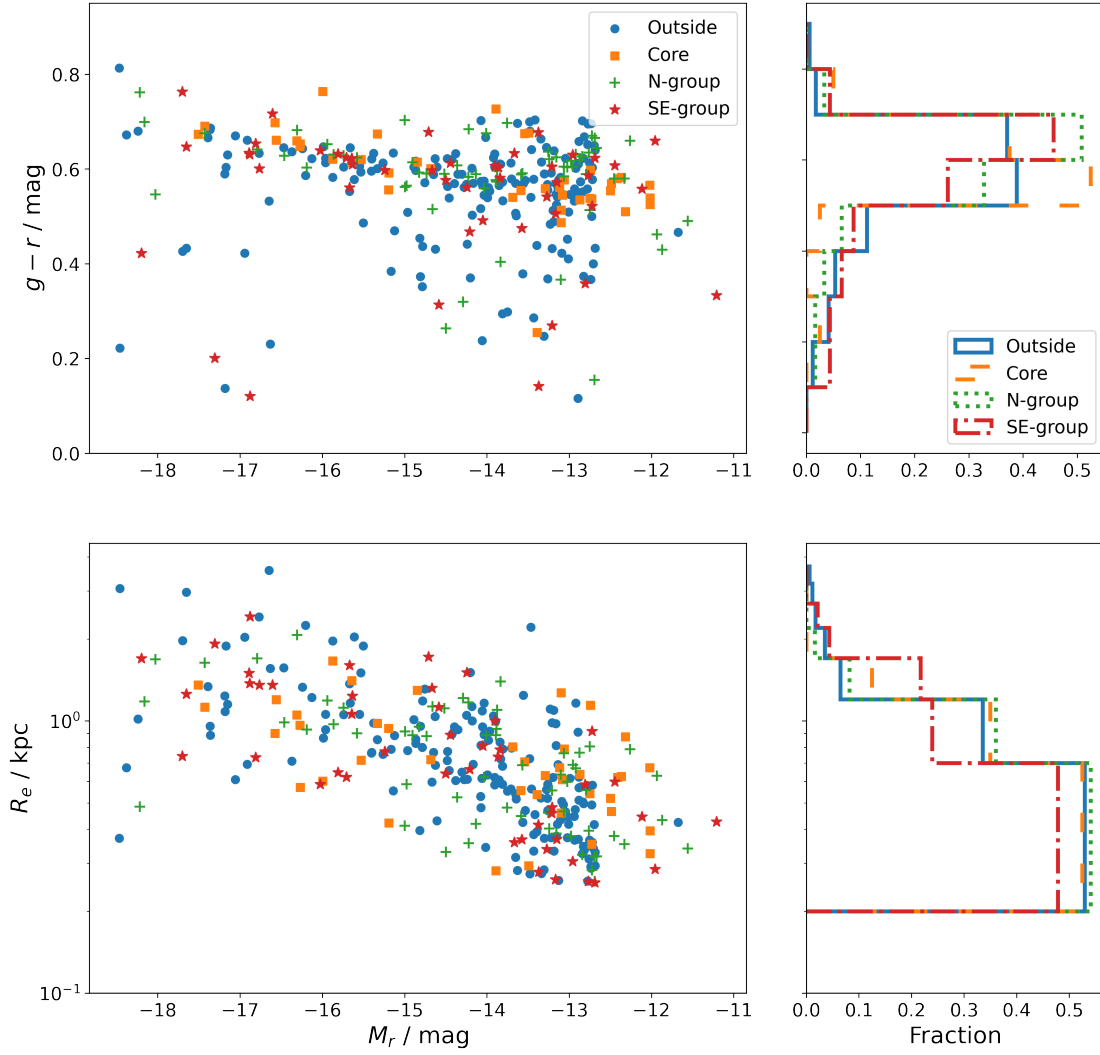 0.8
0.6
0.4
0.2
0.0
g − r / mag
−18
−17
−16
−15
−14
−13
−12
−11
Outside
Core
N-group
SE-group
0.0
0.1
0.2
0.3
0.4
0.5
Outside
Core
N-group
SE-group
10⁰
10⁻¹
Rₑ / kpc
−18
−17
−16
−15
−14
−13
−12
−11
Mᵣ / mag
0.0
0.1
0.2
0.3
0.4
0.5
Fraction